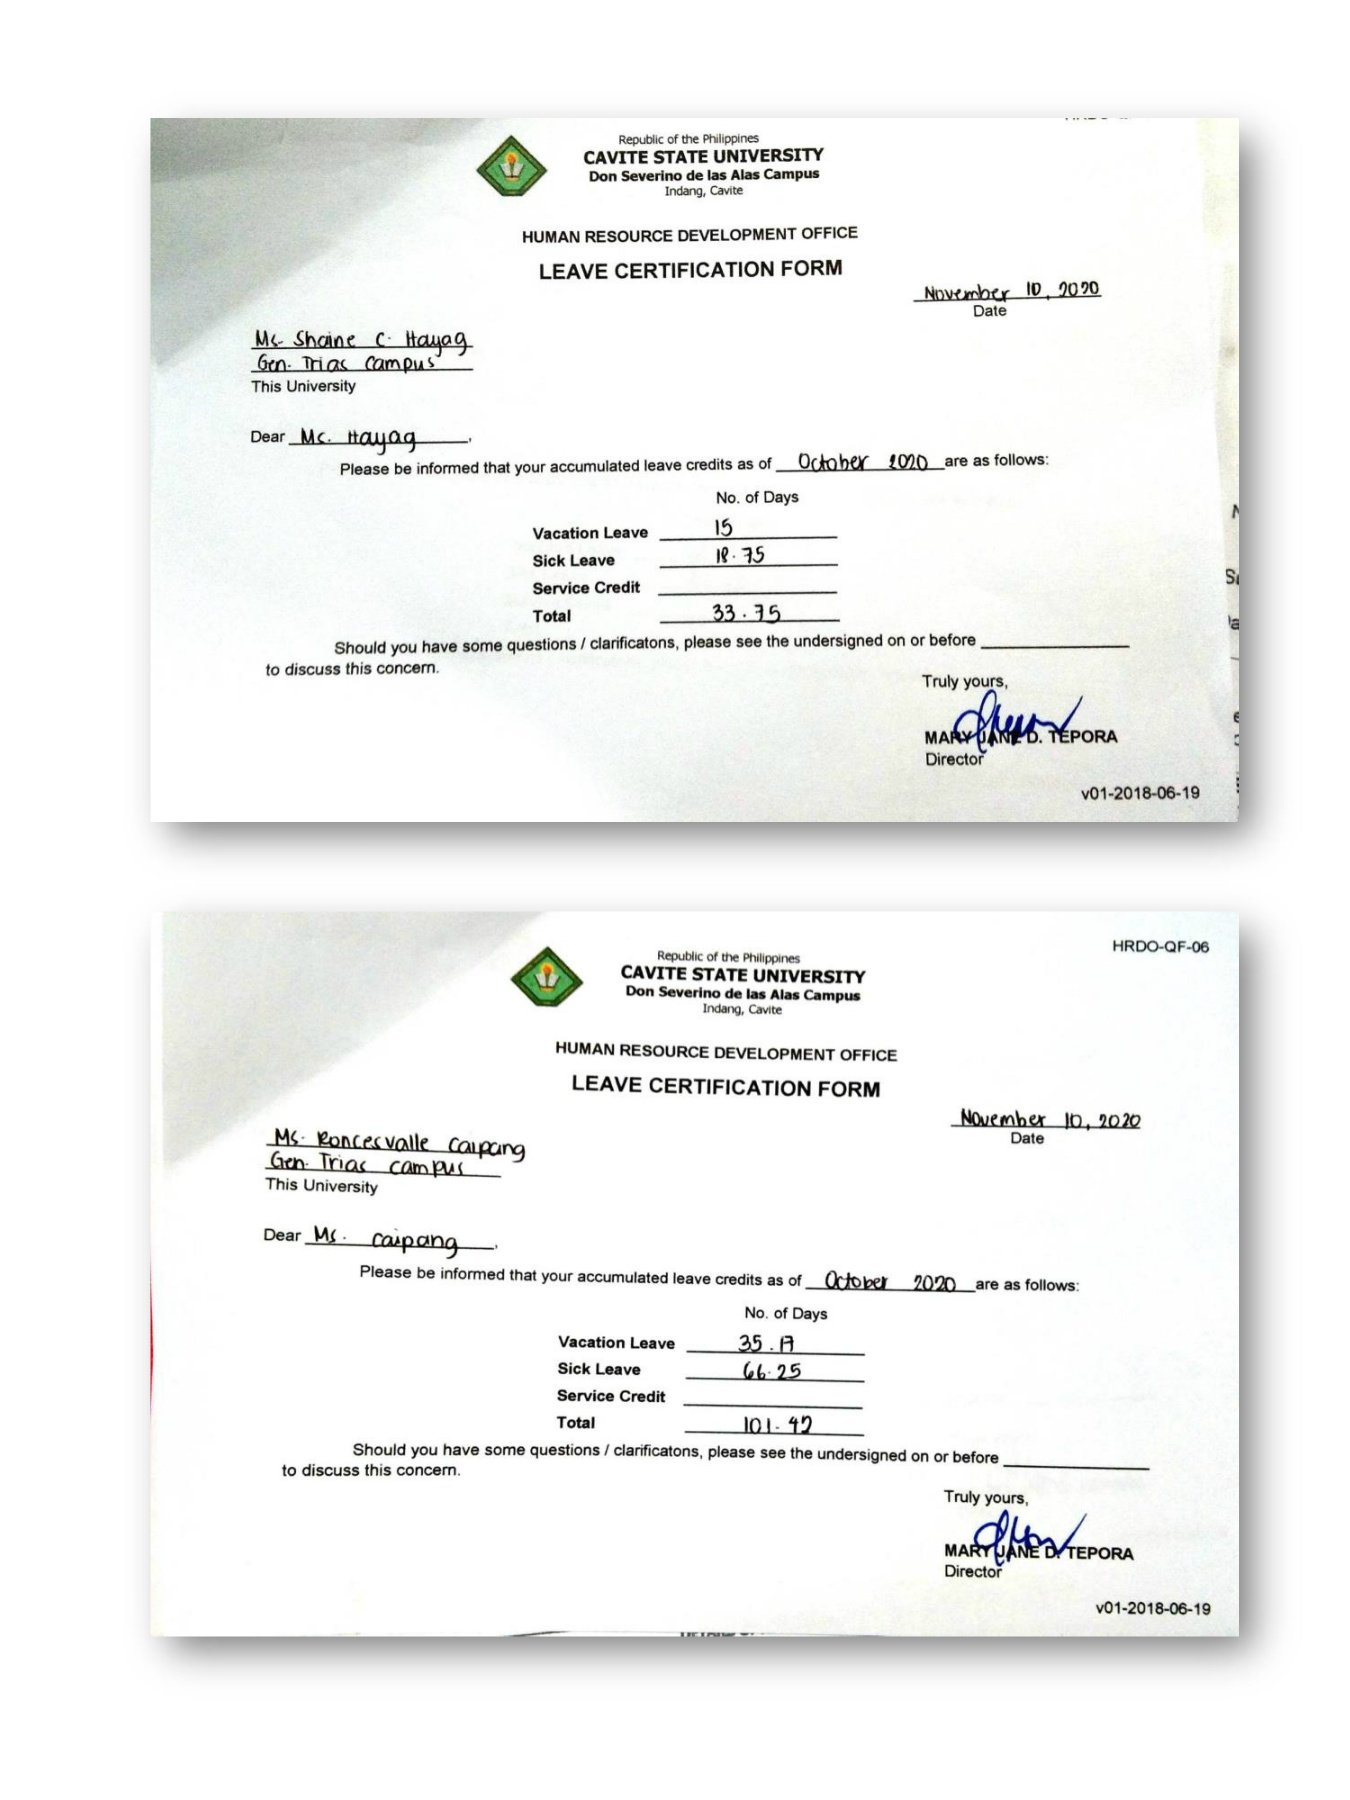 Republic of the Philippines
CAVITE STATE UNIVERSITY
Don Severino de las Alas Campus
Indang, Cavite
HUMAN RESOURCE DEVELOPMENT OFFICE
LEAVE CERTIFICATION FORM
November 10, 2020
Date
Ms. Shaine C. Hayag
Gen. Trias Campus
This University
Dear Ms. Hayag,
Please be informed that your accumulated leave credits as of October 2020 are as follows:
No. of Days
Vacation Leave 15
Sick Leave 18.75
Service Credit
Total 33.75
Should you have some questions / clarificatons, please see the undersigned on or before
to discuss this concern.
Truly yours,
MARY JANE D. TEPORA
Director
v01-2018-06-19
HRDO-QF-06
Republic of the Philippines
CAVITE STATE UNIVERSITY
Don Severino de las Alas Campus
Indang, Cavite
HUMAN RESOURCE DEVELOPMENT OFFICE
LEAVE CERTIFICATION FORM
November 10, 2020
Date
Ms. Roncesvalle Caipang
Gen. Trias campus
This University
Dear Ms. Caipang,
Please be informed that your accumulated leave credits as of October 2020 are as follows:
No. of Days
Vacation Leave 35.17
Sick Leave 66.25
Service Credit
Total 101.42
Should you have some questions / clarificatons, please see the undersigned on or before
to discuss this concern.
Truly yours,
MARY JANE D. TEPORA
Director
v01-2018-06-19